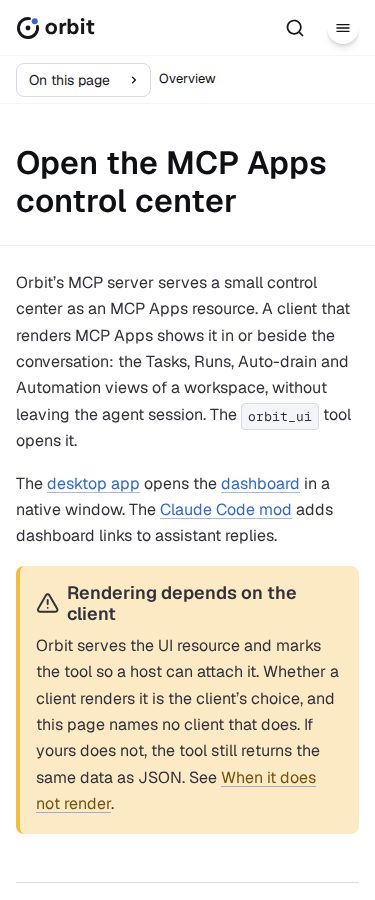 orbit
On this page
Overview
Open the MCP Apps
control center
Orbit’s MCP server serves a small control
center as an MCP Apps resource. A client that
renders MCP Apps shows it in or beside the
conversation: the Tasks, Runs, Auto-drain and
Automation views of a workspace, without
leaving the agent session. The orbit_ui tool
opens it.
The desktop app opens the dashboard in a
native window. The Claude Code mod adds
dashboard links to assistant replies.
Rendering depends on the
client
Orbit serves the UI resource and marks
the tool so a host can attach it. Whether a
client renders it is the client’s choice, and
this page names no client that does. If
yours does not, the tool still returns the
same data as JSON. See When it does
not render.